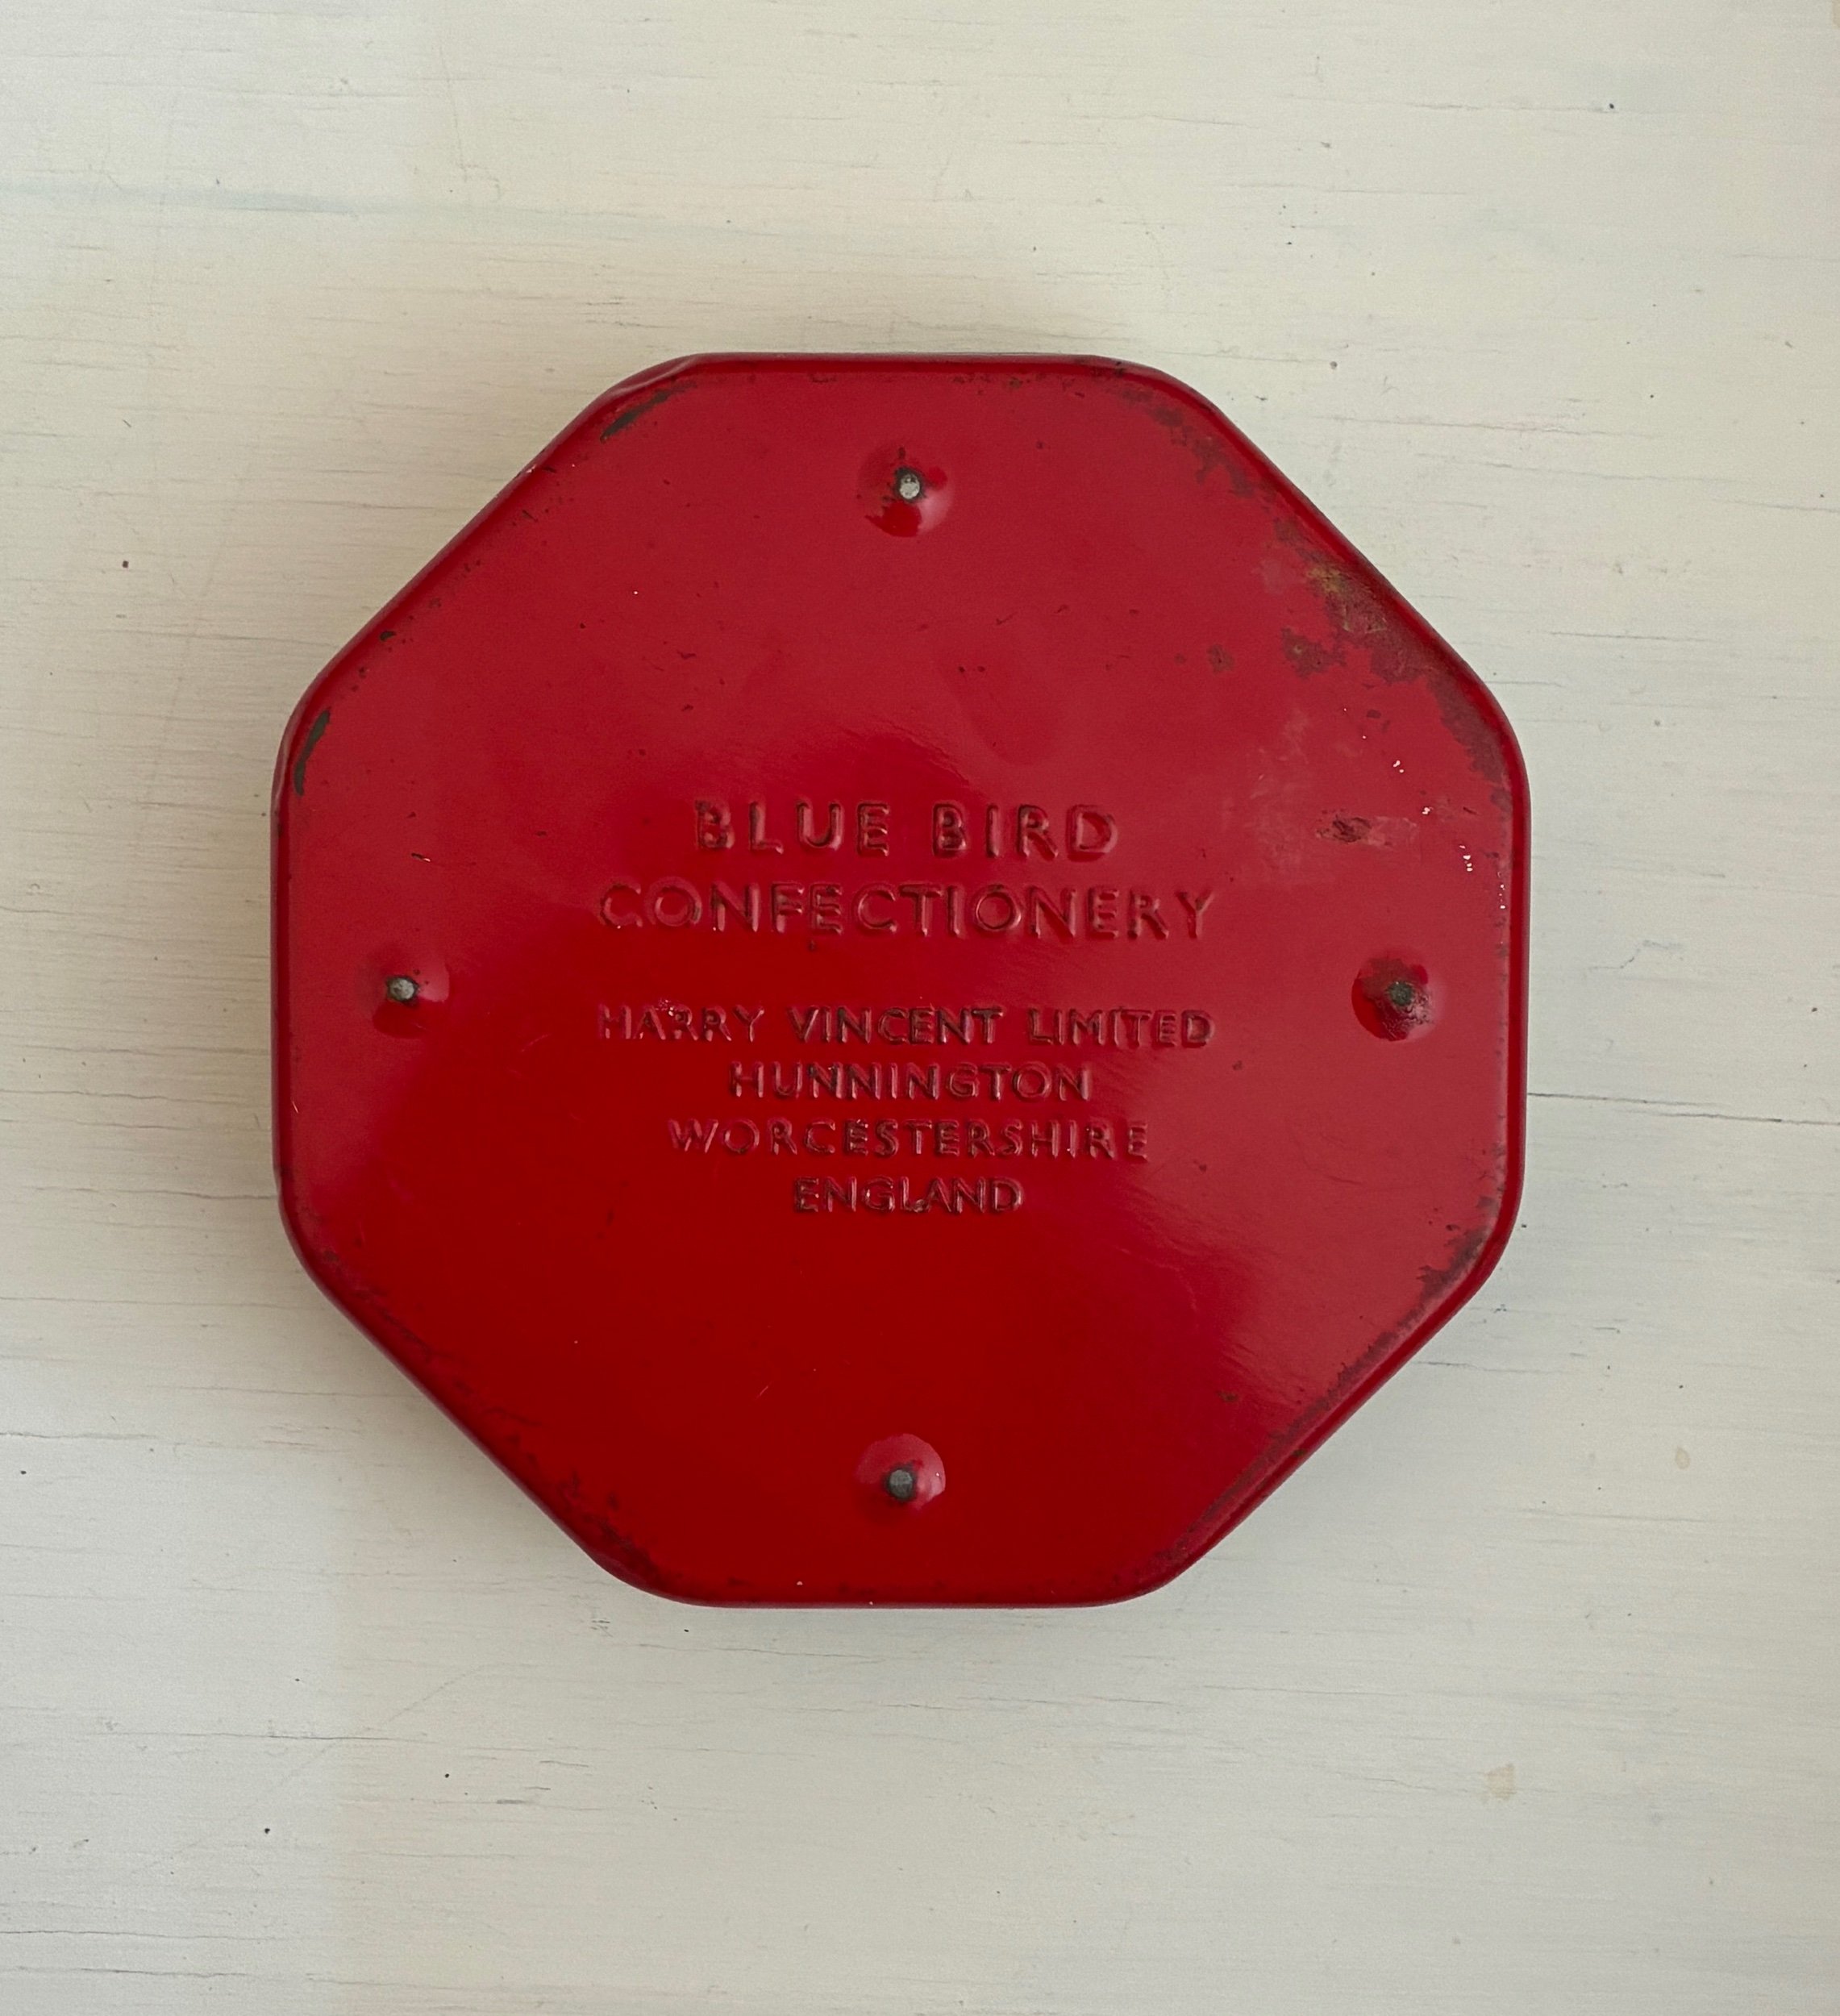 BLUE BIRD
CONFECTIONERY
HARRY VINCENT LIMITED
HUNNINGTON
WORCESTERSHIRE
ENGLAND